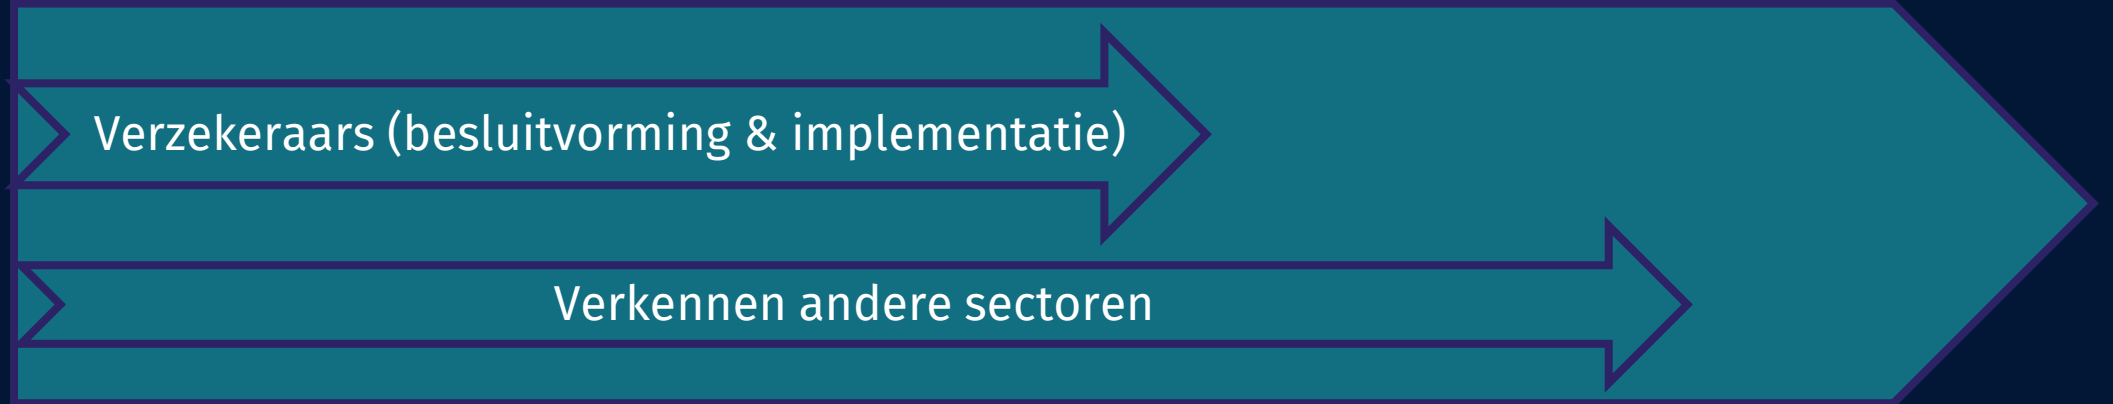 Verzekeraars (besluitvorming & implementatie)
Verkennen andere sectoren